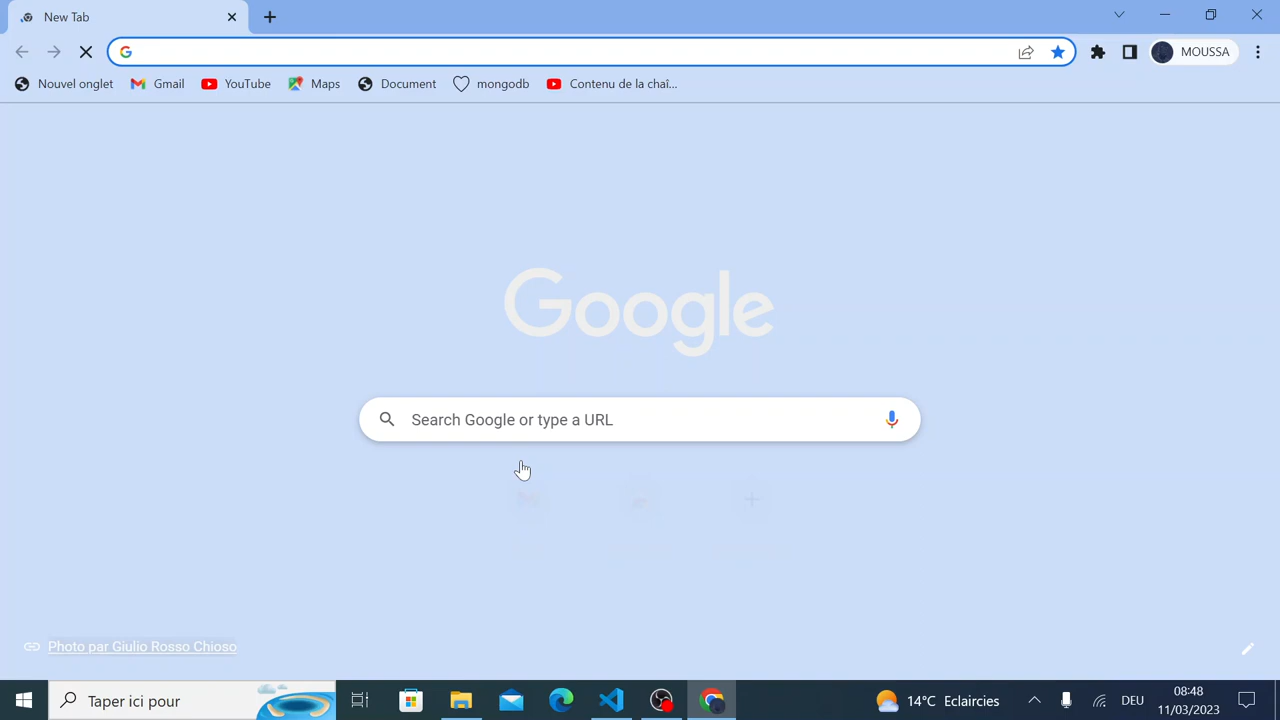 New Tab
MOUSSA
Nouvel onglet
Gmail
YouTube
Maps
Document
mongodb
Contenu de la chaî...
Google
Search Google or type a URL
Photo par Giulio Rosso Chioso
Taper ici pour
14°C Eclaircies
DEU
08:48
11/03/2023